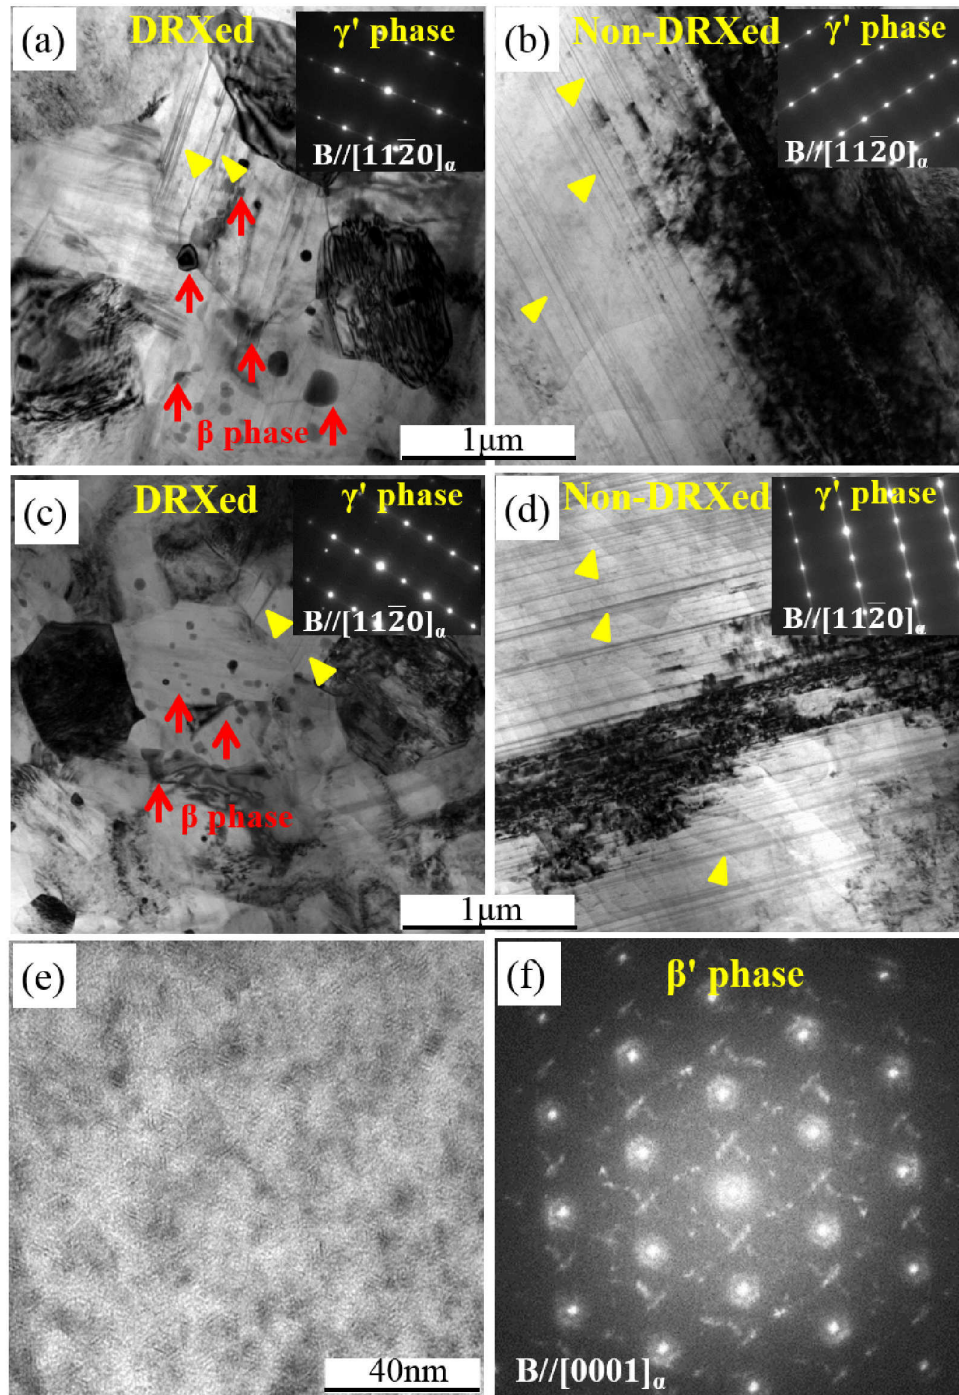 (a)
DRXed
γ' phase
B//[112̅0]α
β phase
1μm
(b)
Non-DRXed
γ' phase
B//[112̅0]α
(c)
DRXed
γ' phase
B//[112̅0]α
β phase
1μm
(d)
Non-DRXed
γ' phase
B//[112̅0]α
(e)
40nm
(f)
β' phase
B//[0001]α